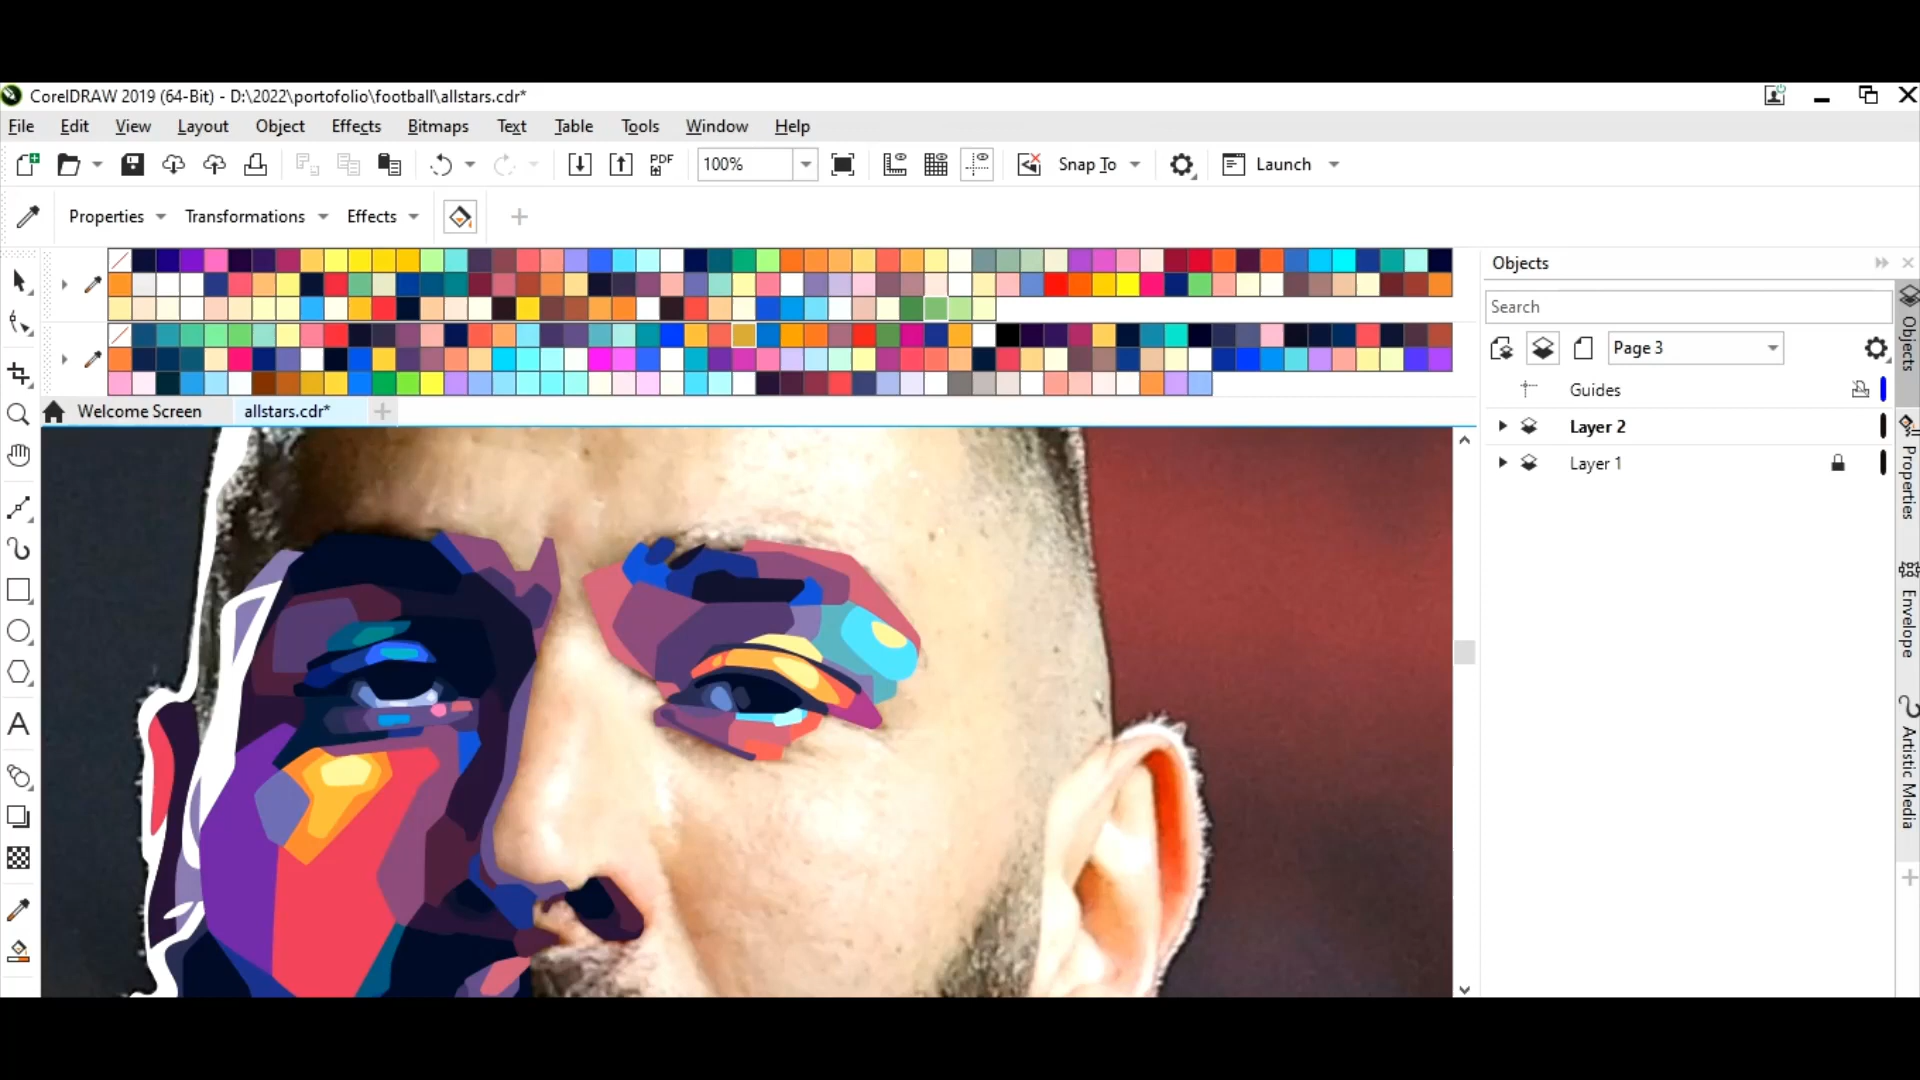 CorelDRAW 2019 (64-Bit) - D:\2022\portofolio\football\allstars.cdr*
File Edit View Layout Object Effects Bitmaps Text Table Tools Window Help
PDF 100% Snap To Launch
Properties Transformations Effects
Objects
Search
Page 3
Guides
Layer 2
Layer 1
Welcome Screen allstars.cdr*
Objects
Properties
Envelope
Artistic Media